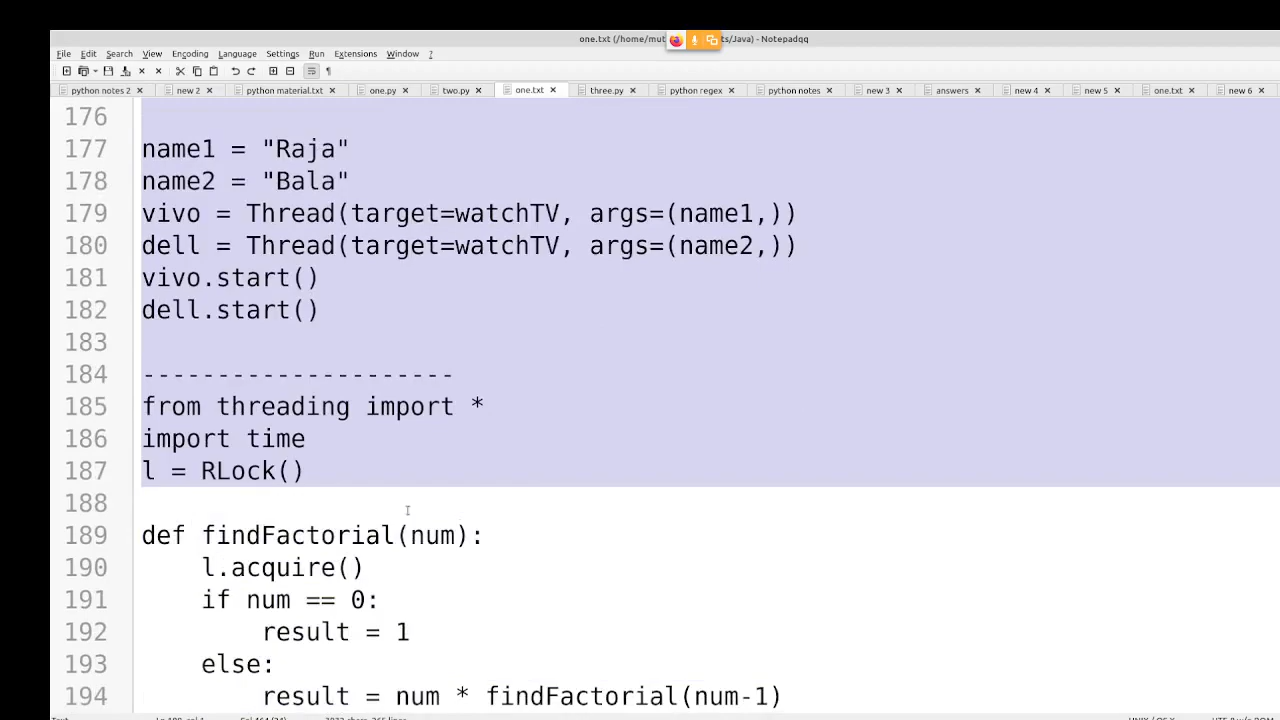 one.txt (/home/mut ts/Java) - Notepadqq
File Edit Search View Encoding Language Settings Run Extensions Window ?
python notes 2 new 2 python material.txt one.py two.py one.txt three.py python regex python notes new 3 answers new 4 new 5 one.txt new 6
176
177 name1 = "Raja"
178 name2 = "Bala"
179 vivo = Thread(target=watchTV, args=(name1,))
180 dell = Thread(target=watchTV, args=(name2,))
181 vivo.start()
182 dell.start()
183
184 ---------------------
185 from threading import *
186 import time
187 l = RLock()
188
189 def findFactorial(num):
190 l.acquire()
191 if num == 0:
192 result = 1
193 else:
194 result = num * findFactorial(num-1)